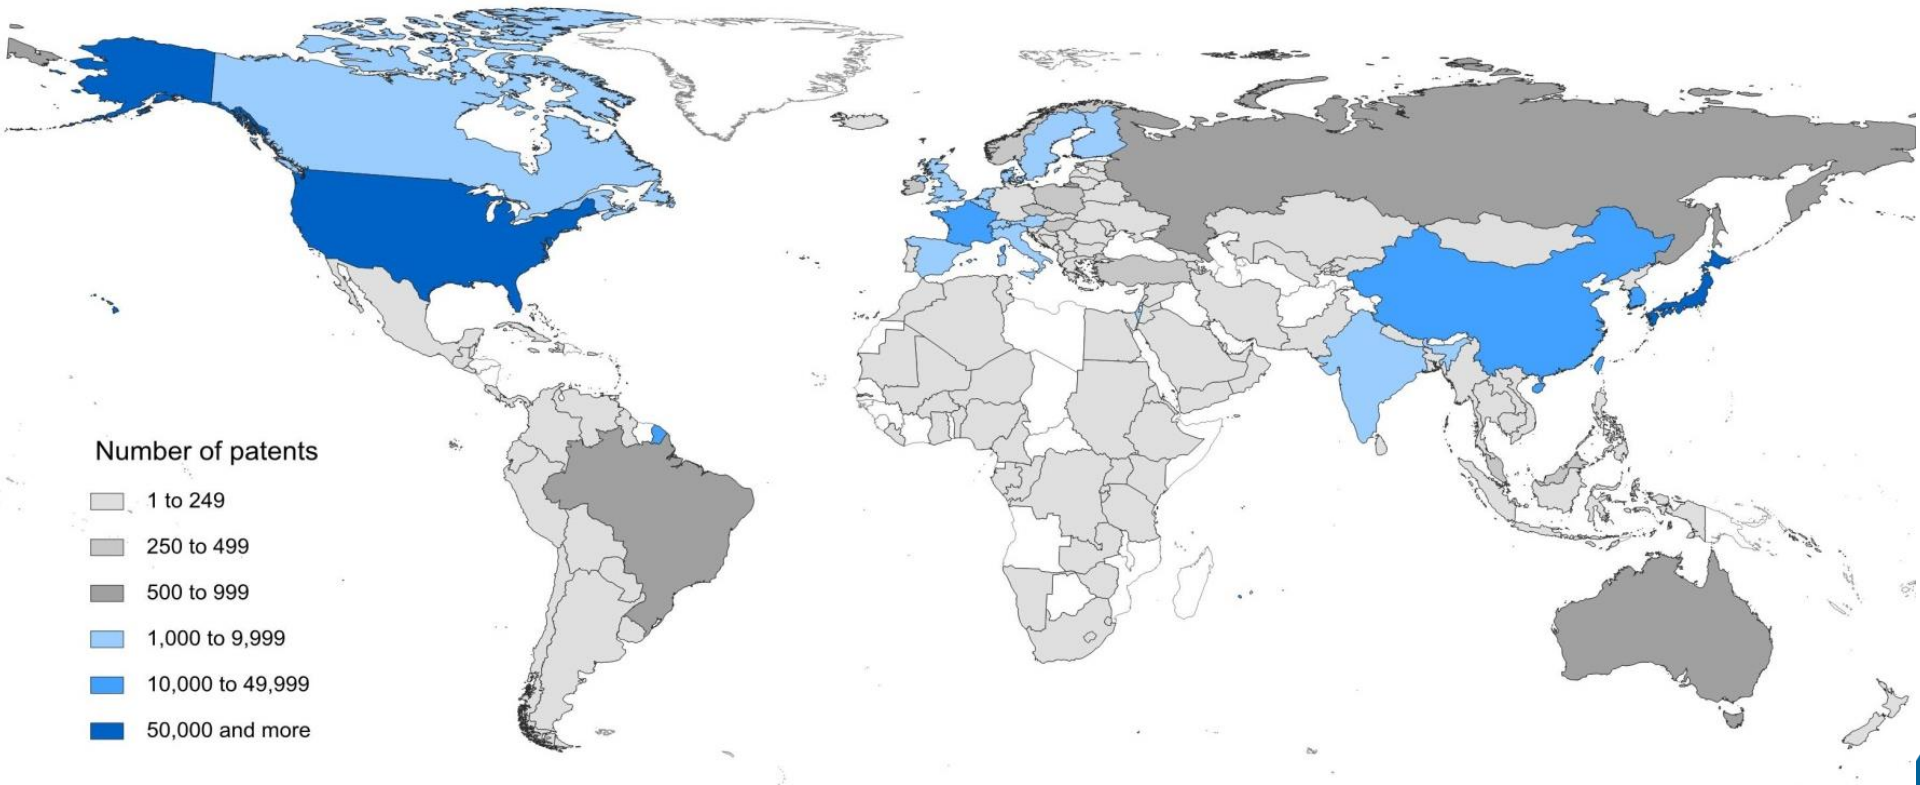 Number of patents
1 to 249
250 to 499
500 to 999
1,000 to 9,999
10,000 to 49,999
50,000 and more